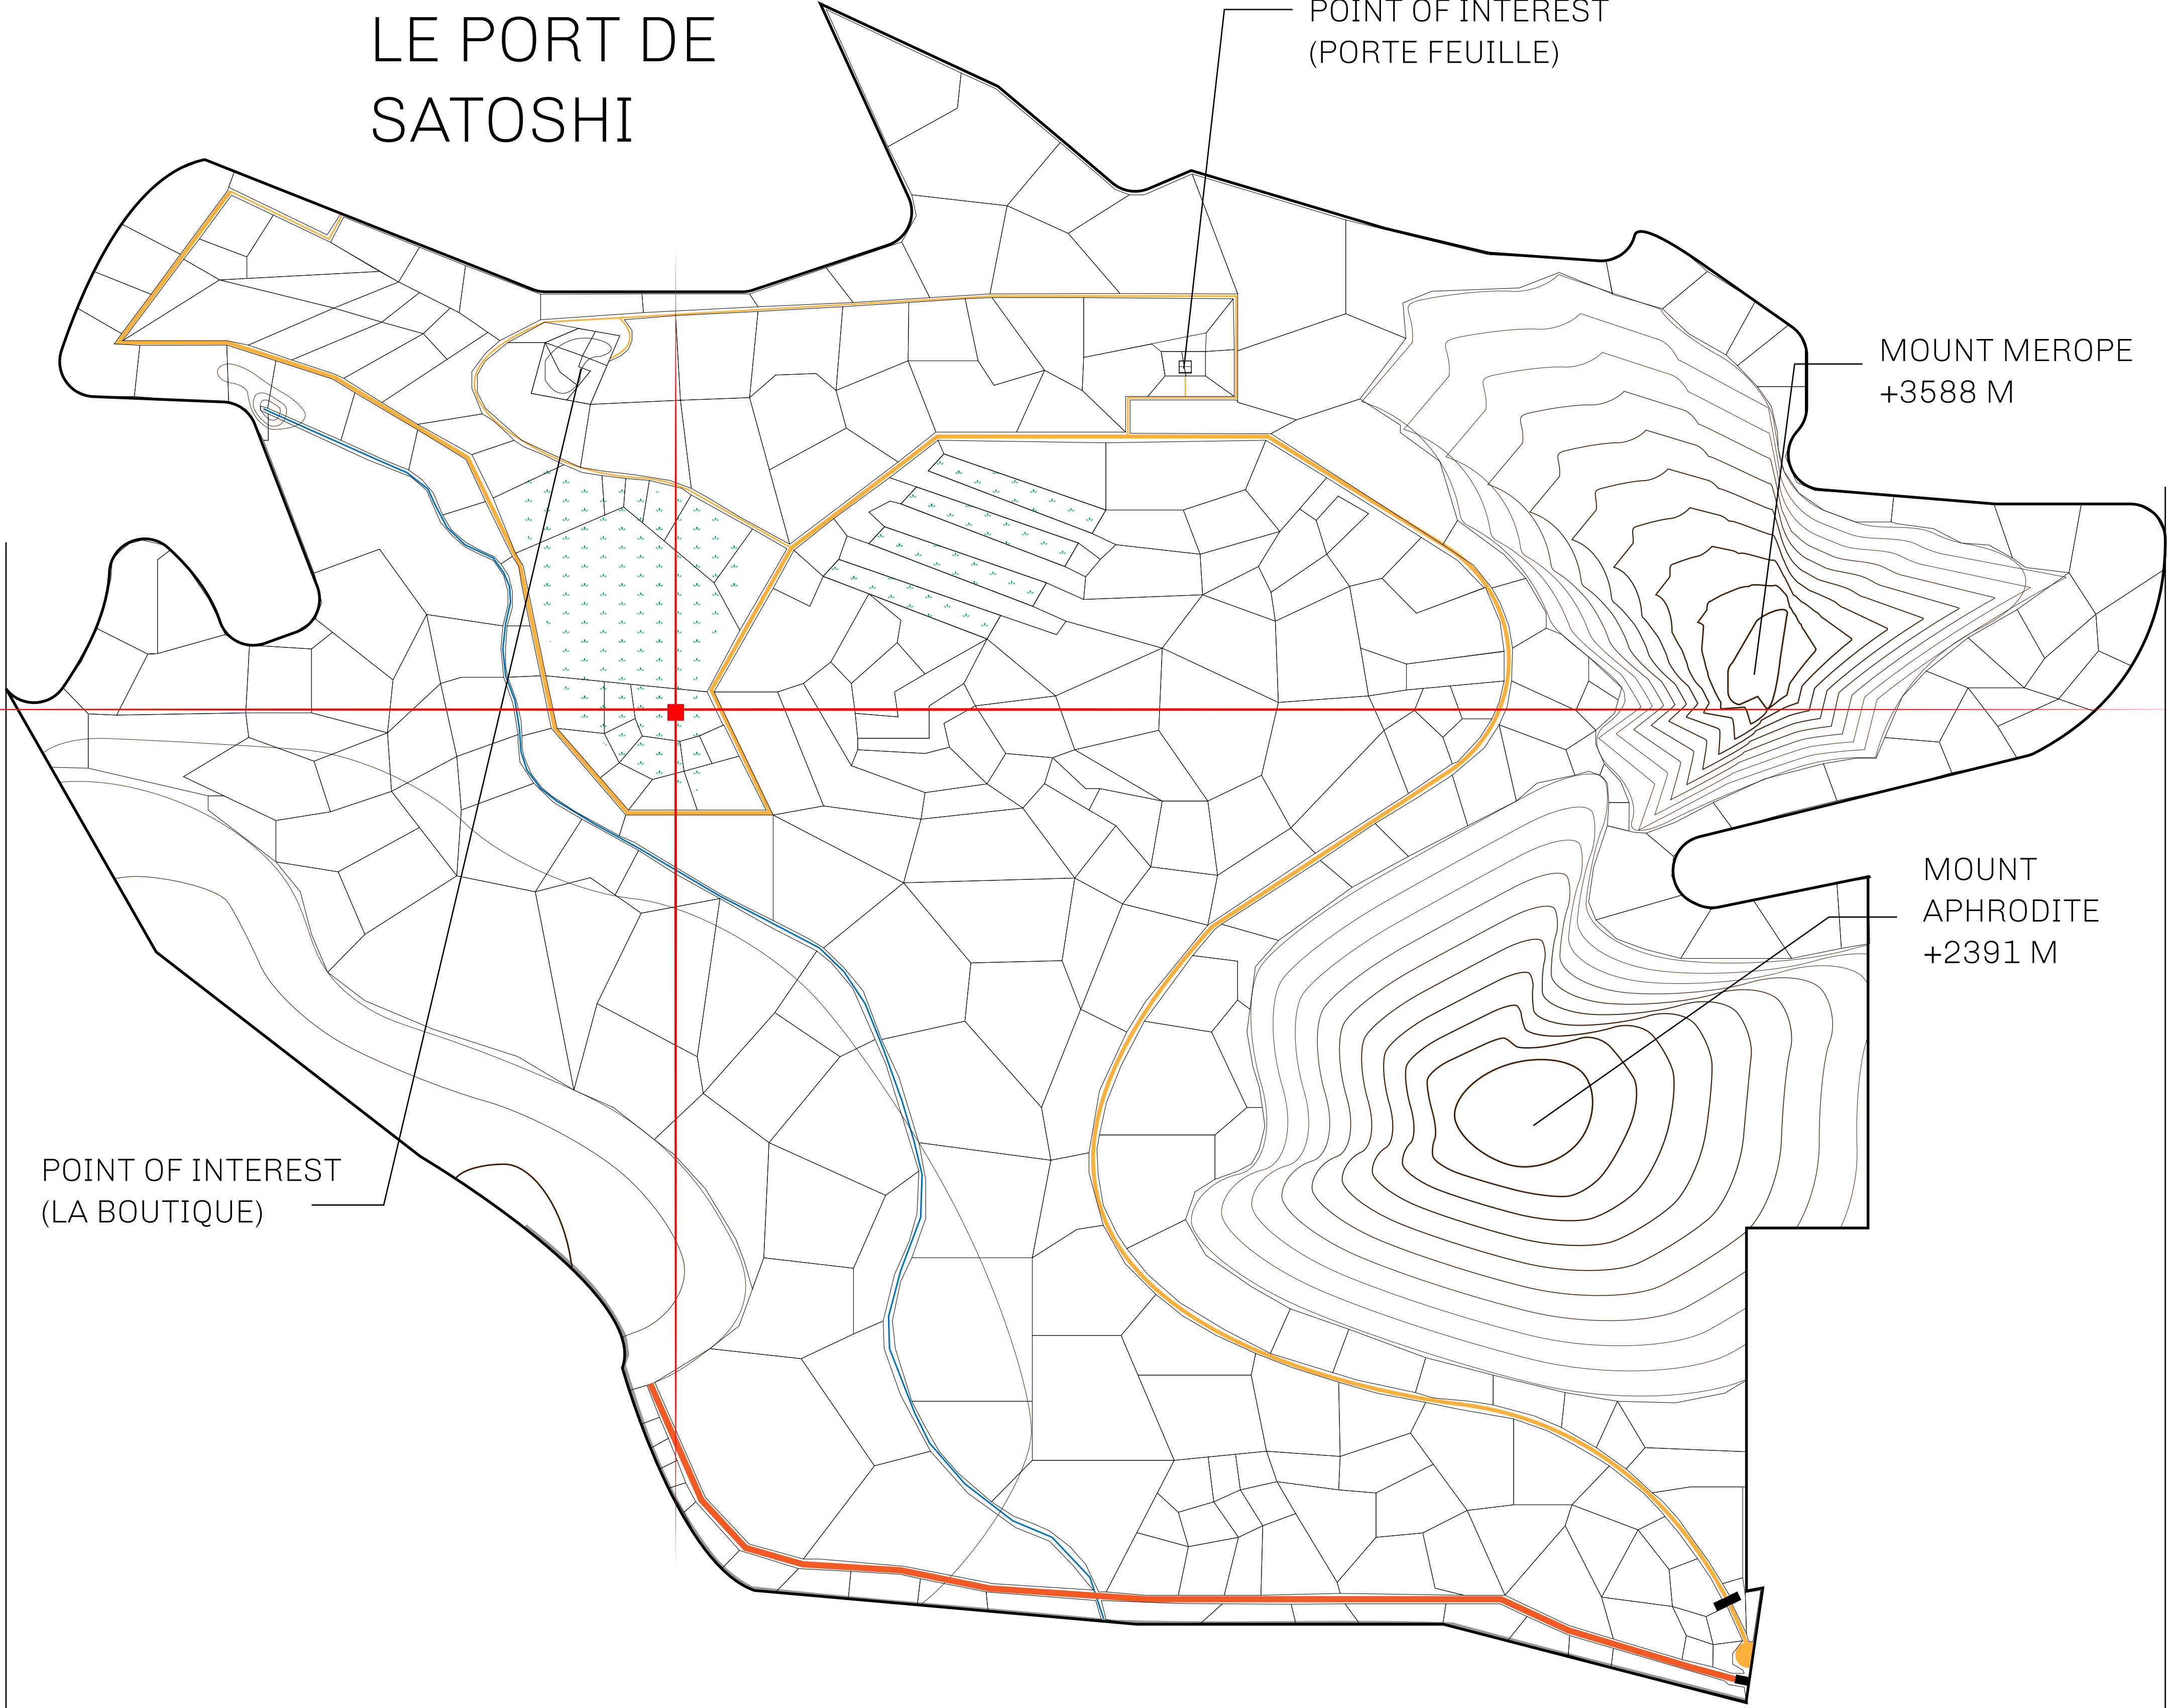 LE PORT DE
SATOSHI
POINT OF INTEREST
(PORTE FEUILLE)
MOUNT MEROPE
+3588 M
MOUNT
APHRODITE
+2391 M
POINT OF INTEREST
(LA BOUTIQUE)